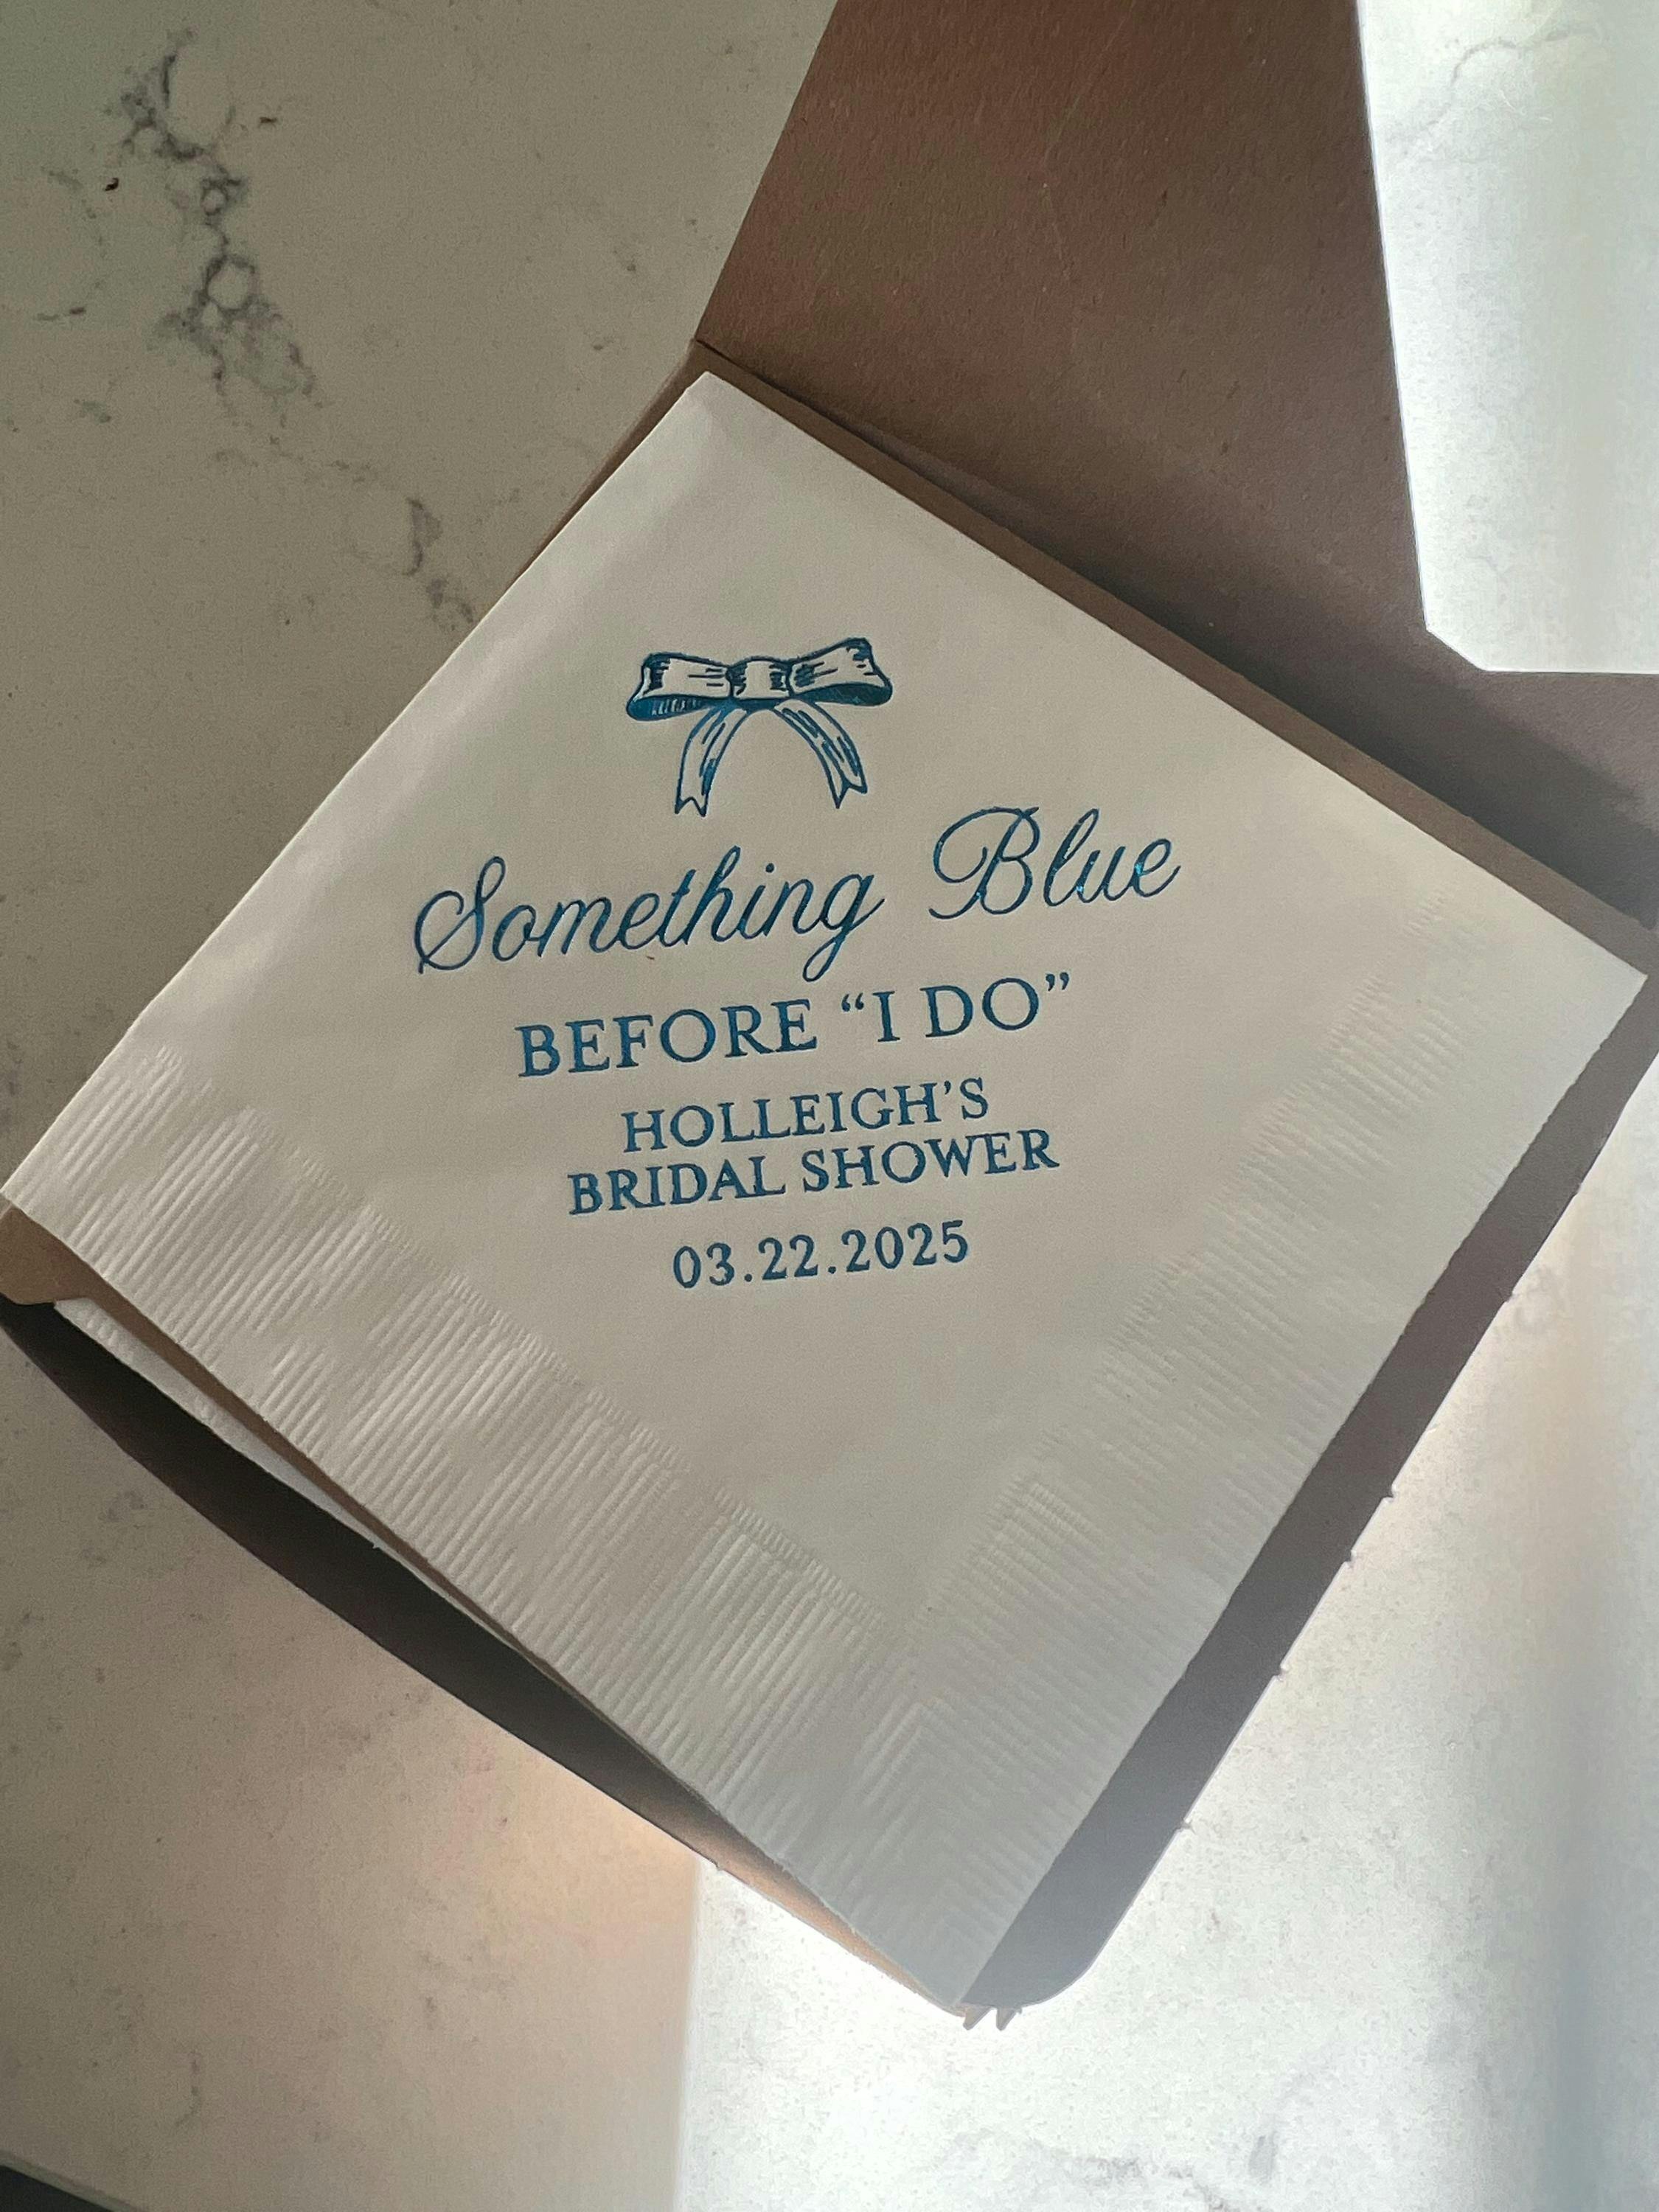 Something Blue
BEFORE “I DO”
HOLLEIGH’S
BRIDAL SHOWER
03.22.2025